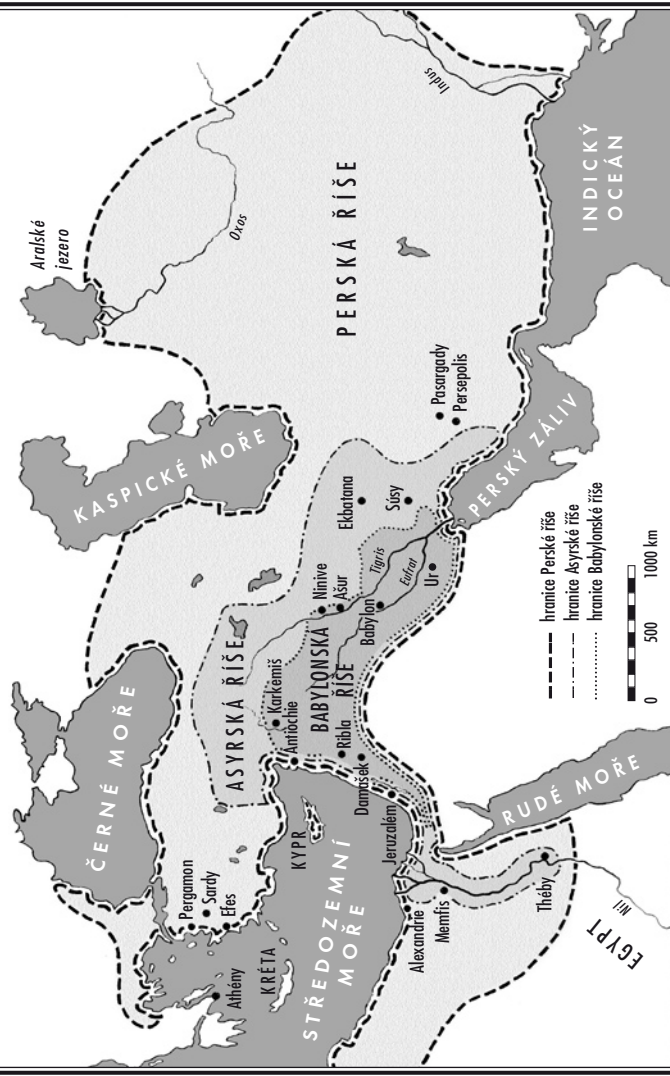 Aralské
jezero
Oxos
Indus
KASPICKÉ MOŘE
ČERNÉ MOŘE
PERSKÁ ŘÍŠE
INDICKÝ
OCEÁN
Pasargady
Persepolis
PERSKÝ ZÁLIV
Ekbatana
Súsy
Tigris
Eufrat
Ur
Ninive
Ašur
Babylon
ASYRSKÁ ŘÍŠE
BABYLONSKÁ
ŘÍŠE
Karkemiš
Antiochie
Ribla
Damašek
Jeruzalém
KYPR
Pergamon
Sardy
Efes
Athény
KRÉTA
STŘEDOZEMNÍ
MOŘE
Alexandrie
Memfis
Théby
Nil
EGYPT
RUDÉ MOŘE
hranice Perské říše
hranice Asyrské říše
hranice Babylonské říše
0 500 1000 km